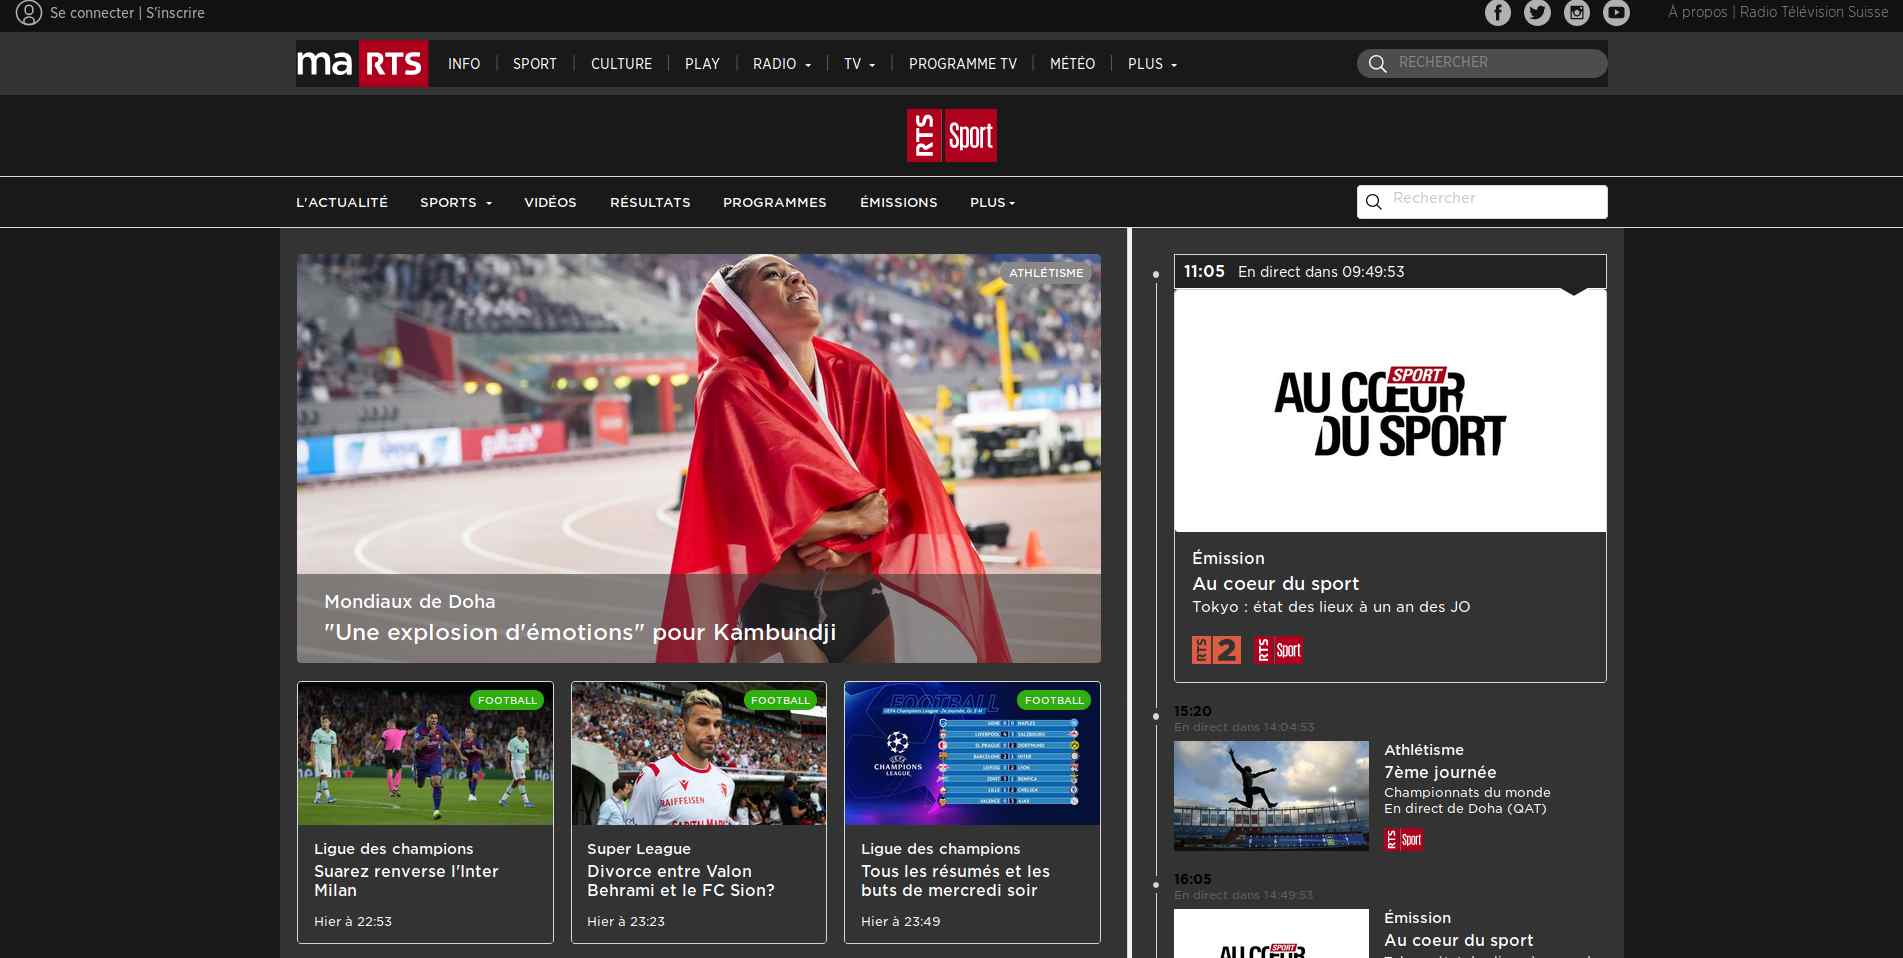 Se connecter | S'inscrire
À propos | Radio Télévision Suisse
ma RTS
INFO
SPORT
CULTURE
PLAY
RADIO
TV
PROGRAMME TV
MÉTÉO
PLUS
RECHERCHER
RTS Sport
L'ACTUALITÉ
SPORTS
VIDÉOS
RÉSULTATS
PROGRAMMES
ÉMISSIONS
PLUS
Rechercher
ATHLÉTISME
Mondiaux de Doha
"Une explosion d'émotions" pour Kambundji
FOOTBALL
Ligue des champions
Suarez renverse l'Inter
Milan
Hier à 22:53
FOOTBALL
RAIFFEISEN
Super League
Divorce entre Valon
Behrami et le FC Sion?
Hier à 23:23
FOOTBALL
FOOTBALL
CHAMPIONS
LEAGUE
Ligue des champions
Tous les résumés et les
buts de mercredi soir
Hier à 23:49
11:05 En direct dans 09:49:53
SPORT
AU CŒUR
DU SPORT
Émission
Au coeur du sport
Tokyo : état des lieux à un an des JO
RTS 2
RTS Sport
15:20
En direct dans 14:04:53
Athlétisme
7ème journée
Championnats du monde
En direct de Doha (QAT)
RTS Sport
16:05
En direct dans 14:49:53
SPORT
AU CŒUR
Émission
Au coeur du sport